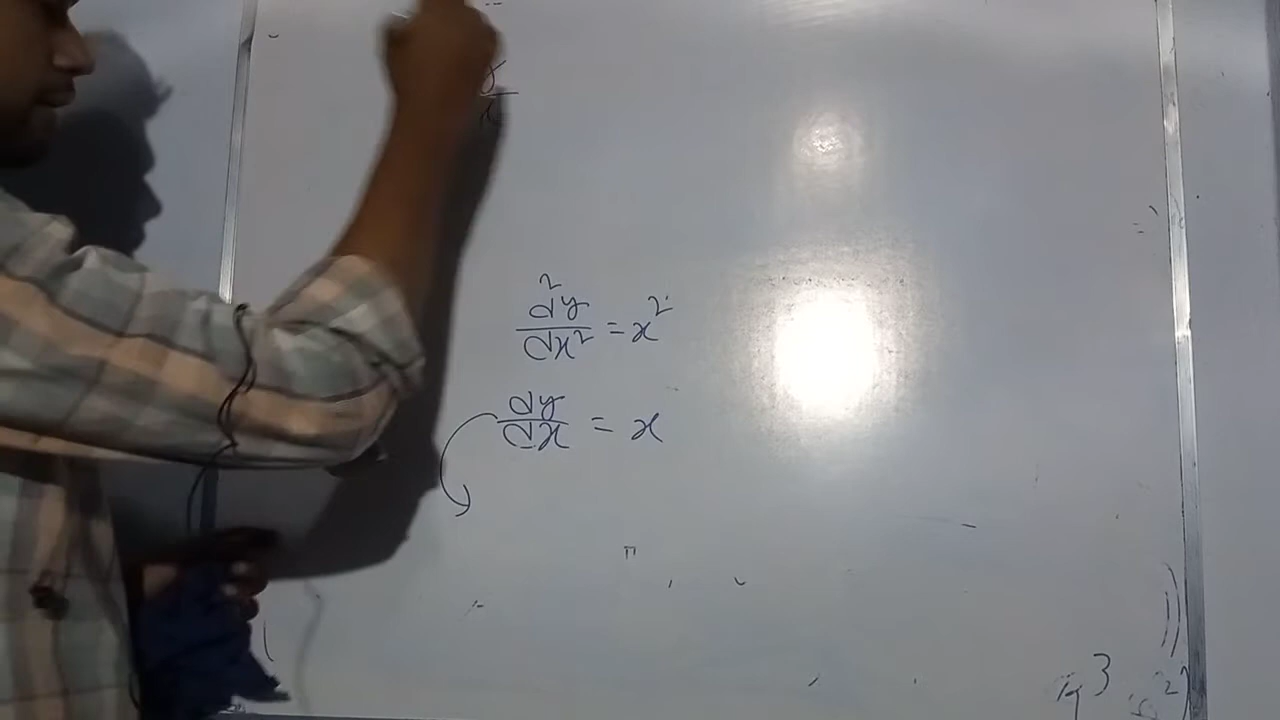 y/x
d²y/dx² = x²
dy/dx = x